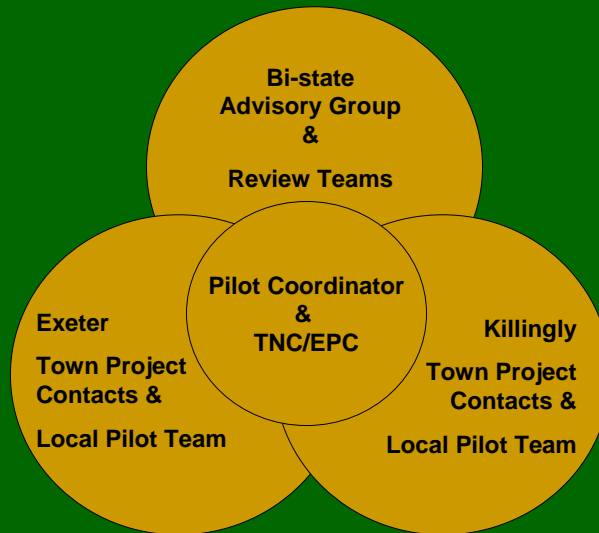 Bi-state
Advisory Group
&
Review Teams
Pilot Coordinator
&
TNC/EPC
Exeter
Town Project
Contacts &
Local Pilot Team
Killingly
Town Project
Contacts &
Local Pilot Team